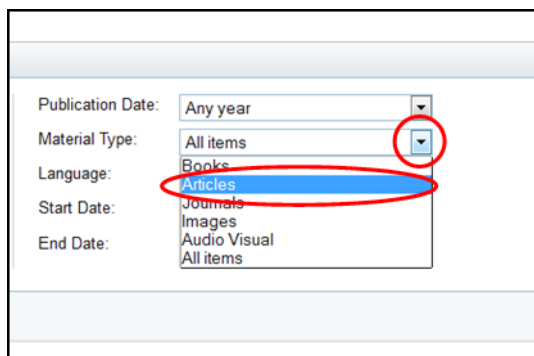 Publication Date: Any year
Material Type: All items
Language: Books
Articles
Start Date: Journals
Images
End Date: Audio Visual
All items